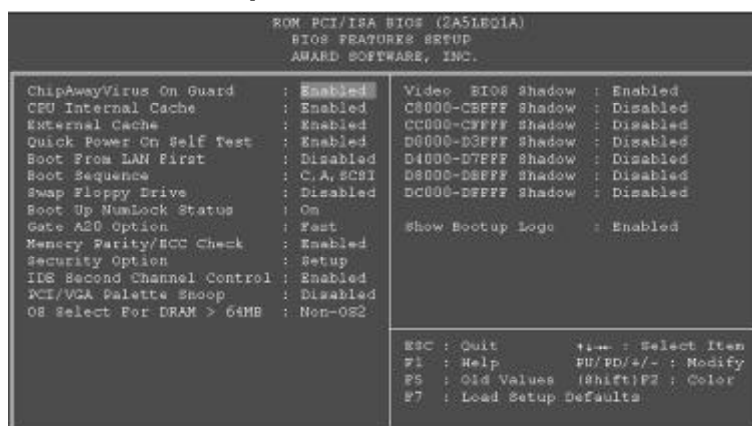 ROM PCI/ISA BIOS (2A5LEQ1A)
BIOS FEATURES SETUP
AWARD SOFTWARE, INC.
ChipAwayVirus On Guard : Enabled
CPU Internal Cache : Enabled
External Cache : Enabled
Quick Power On Self Test : Enabled
Boot From LAN First : Disabled
Boot Sequence : C,A,SCSI
Swap Floppy Drive : Disabled
Boot Up NumLock Status : On
Gate A20 Option : Fast
Memory Parity/ECC Check : Enabled
Security Option : Setup
IDE Second Channel Control : Enabled
PCI/VGA Palette Snoop : Disabled
OS Select For DRAM > 64MB : Non-OS2
Video BIOS Shadow : Enabled
C8000-CBFFF Shadow : Disabled
CC000-CFFFF Shadow : Disabled
D0000-D3FFF Shadow : Disabled
D4000-D7FFF Shadow : Disabled
D8000-DBFFF Shadow : Disabled
DC000-DFFFF Shadow : Disabled
Show Bootup Logo : Enabled
ESC : Quit ↑↓→← : Select Item
F1 : Help PU/PD/+/- : Modify
F5 : Old Values (Shift)F2 : Color
F7 : Load Setup Defaults